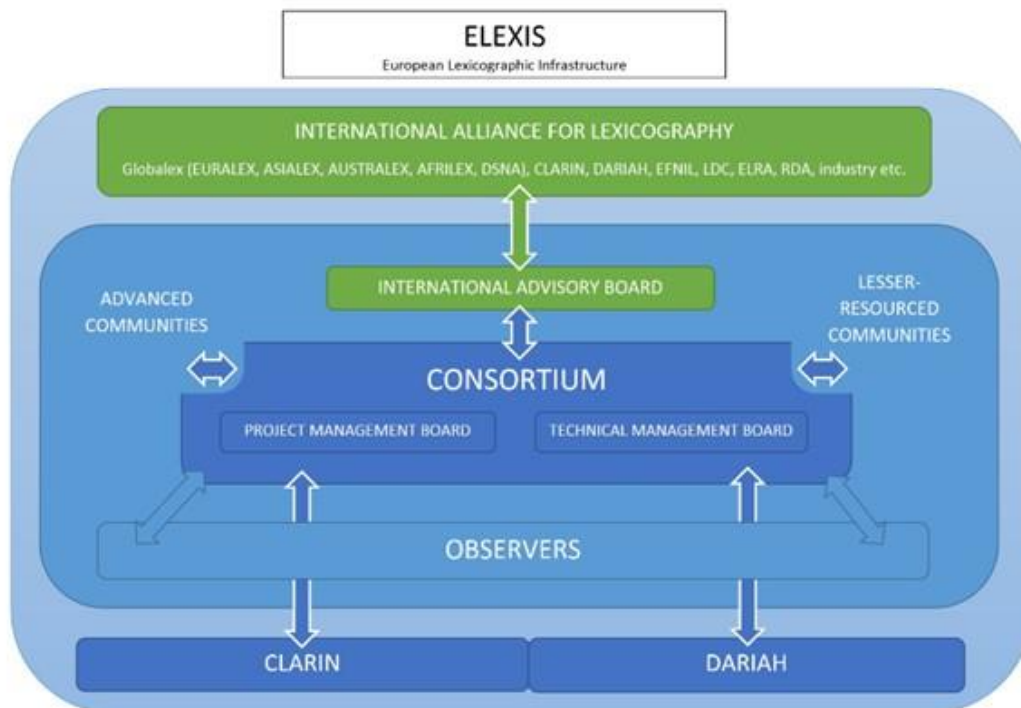 ELEXIS
European Lexicographic Infrastructure
INTERNATIONAL ALLIANCE FOR LEXICOGRAPHY
Globalex (EURALEX, ASIALEX, AUSTRALEX, AFRILEX, DSNA), CLARIN, DARIAH, EFNIL, LDC, ELRA, RDA, industry etc.
INTERNATIONAL ADVISORY BOARD
ADVANCED
COMMUNITIES
LESSER-
RESOURCED
COMMUNITIES
CONSORTIUM
PROJECT MANAGEMENT BOARD
TECHNICAL MANAGEMENT BOARD
OBSERVERS
CLARIN
DARIAH